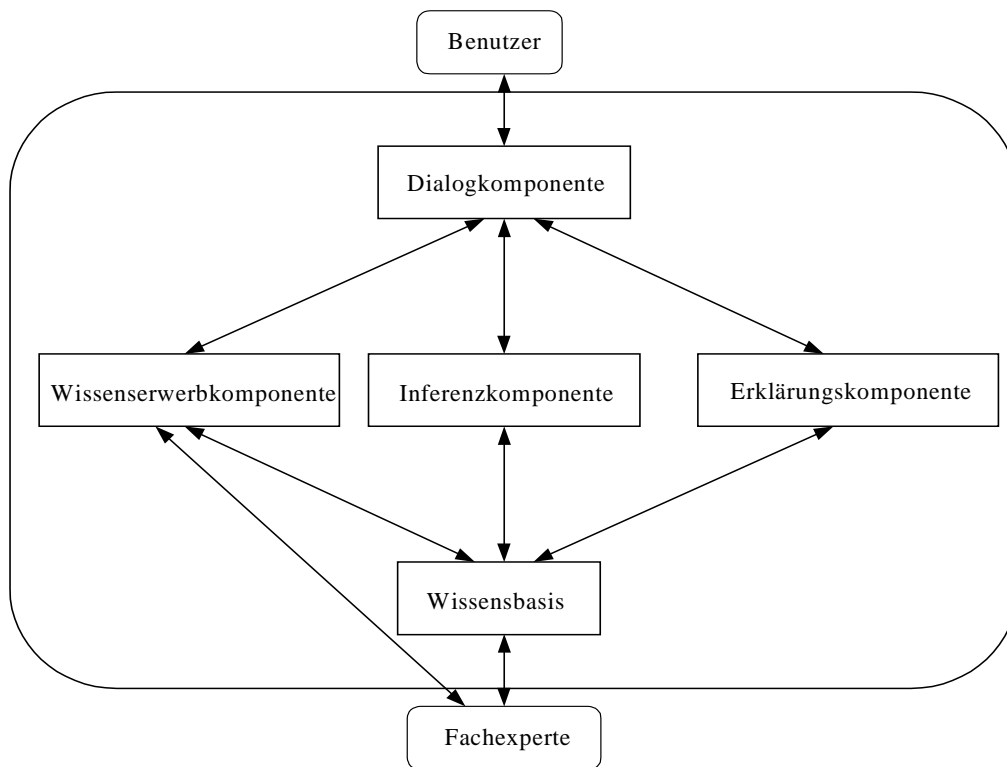 Benutzer
Dialogkomponente
Wissenserwerbkomponente
Inferenzkomponente
Erklärungskomponente
Wissensbasis
Fachexperte